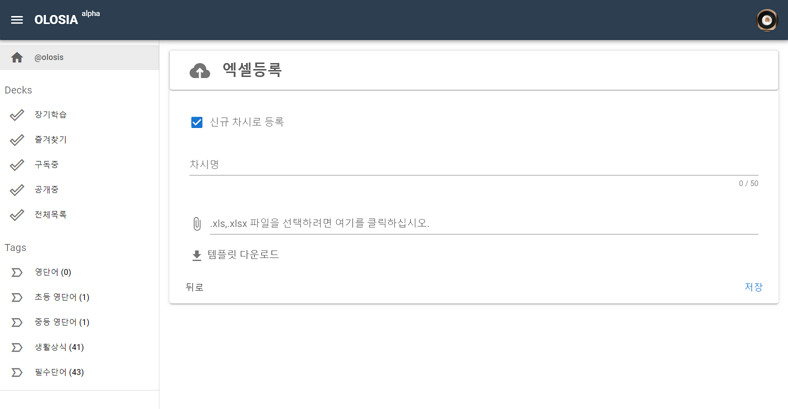 OLOSIA alpha
@olosis
Decks
장기학습
즐겨찾기
구독중
공개중
전체목록
Tags
영단어 (0)
초등 영단어 (1)
중등 영단어 (1)
생활상식 (41)
필수단어 (43)
엑셀등록
신규 차시로 등록
차시명
0 / 50
.xls,.xlsx 파일을 선택하려면 여기를 클릭하십시오.
템플릿 다운로드
뒤로
저장